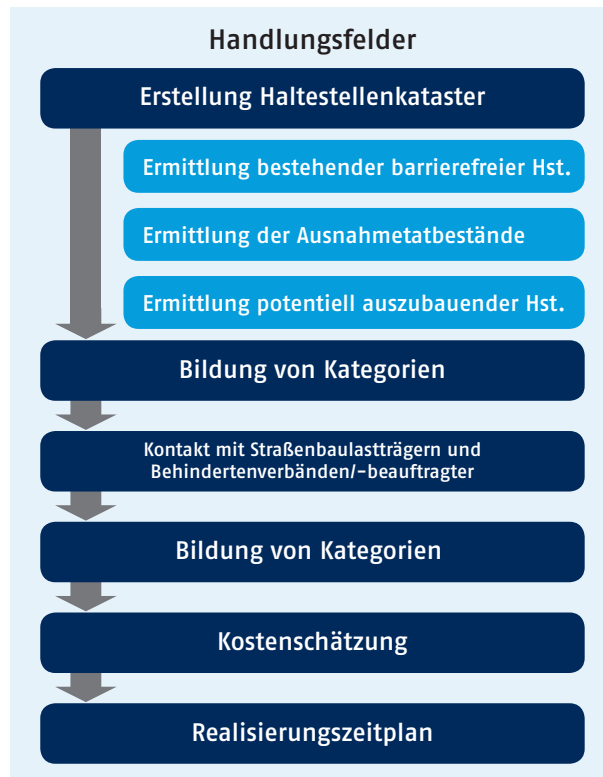 Handlungsfelder
Erstellung Haltestellenkataster
Ermittlung bestehender barrierefreier Hst.
Ermittlung der Ausnahmetatbestände
Ermittlung potentiell auszubauender Hst.
Bildung von Kategorien
Kontakt mit Straßenbaulastträgern und
Behindertenverbänden/-beauftragter
Bildung von Kategorien
Kostenschätzung
Realisierungszeitplan